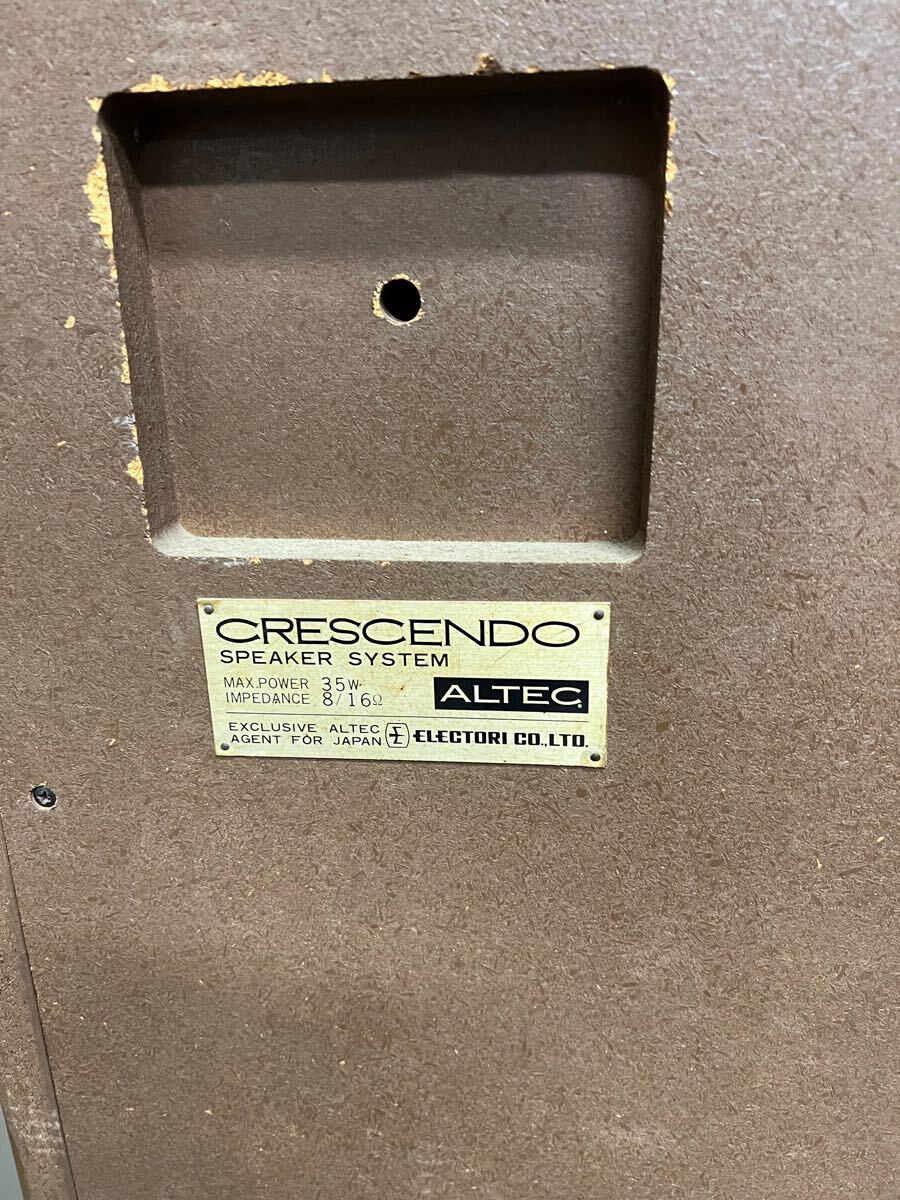 CRESCENDO
SPEAKER SYSTEM
MAX.POWER 35W
IMPEDANCE 8/16Ω
ALTEC
EXCLUSIVE ALTEC
AGENT FOR JAPAN
ELECTORI CO.,LTD.